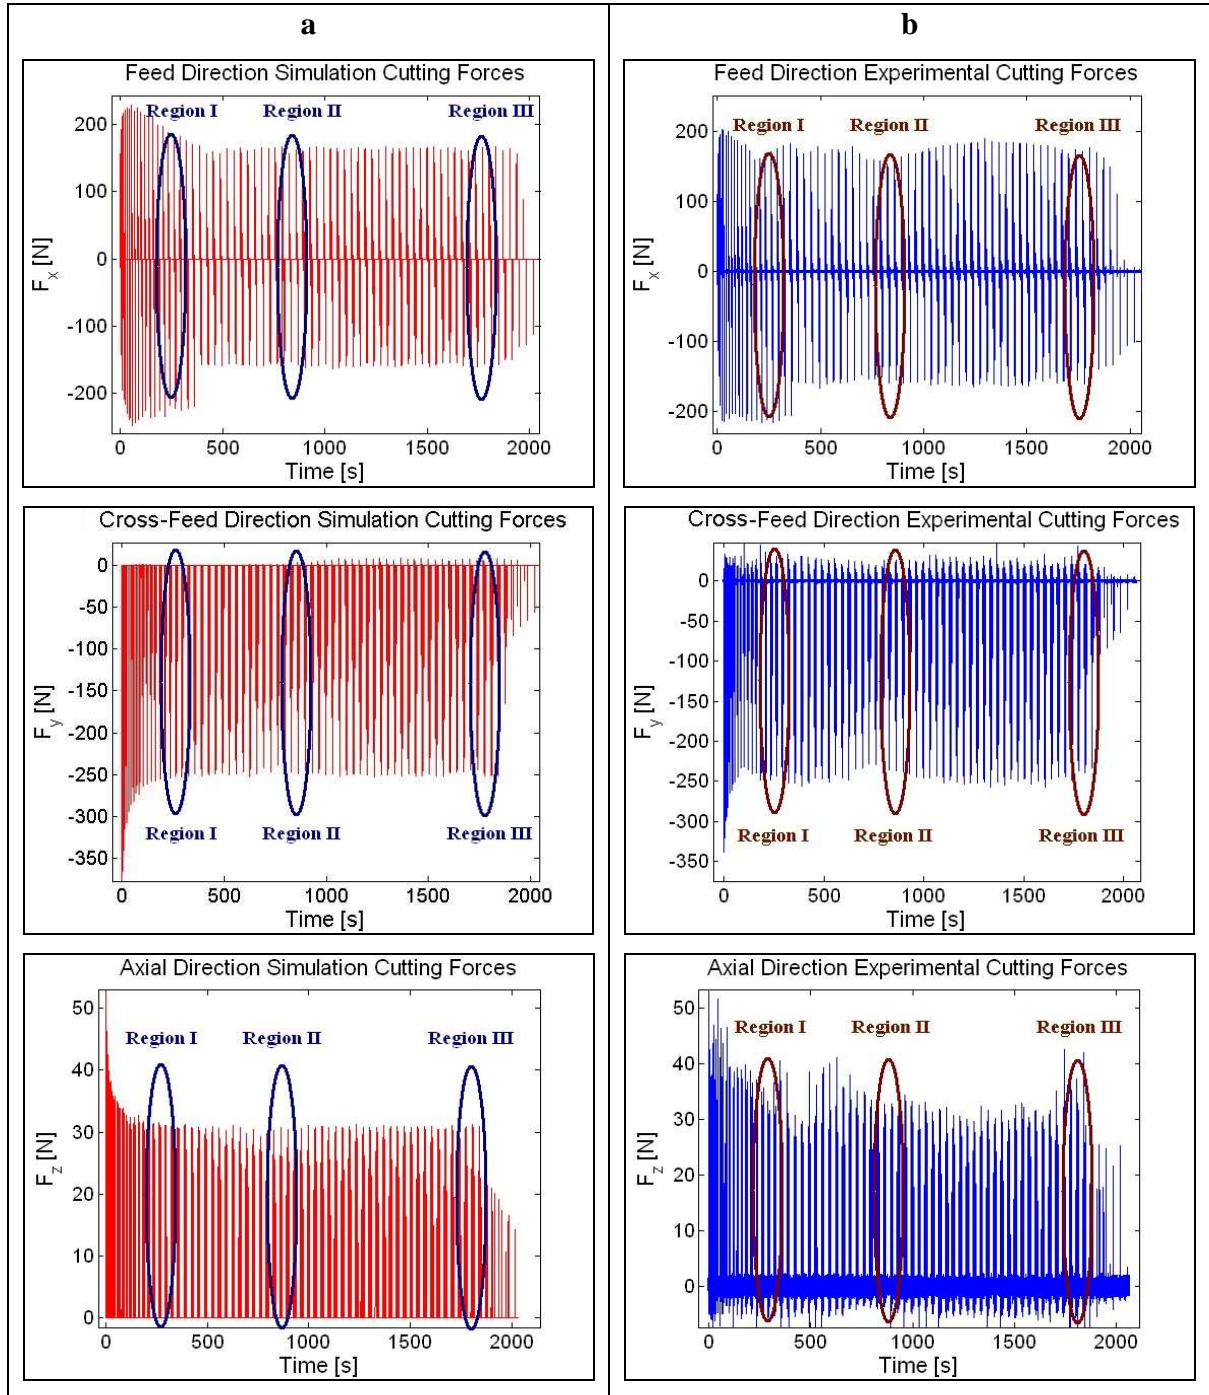 a
Feed Direction Simulation Cutting Forces
Region I Region II Region III
200
100
0
-100
-200
F_x [N]
0 500 1000 1500 2000
Time [s]
Cross-Feed Direction Simulation Cutting Forces
0
-50
-100
-150
-200
-250
-300
-350
F_y [N]
Region I Region II Region III
0 500 1000 1500 2000
Time [s]
Axial Direction Simulation Cutting Forces
50
40
30
20
10
0
F_z [N]
Region I Region II Region III
0 500 1000 1500 2000
Time [s]
b
Feed Direction Experimental Cutting Forces
Region I Region II Region III
200
100
0
-100
-200
F_x [N]
0 500 1000 1500 2000
Time [s]
Cross-Feed Direction Experimental Cutting Forces
0
-50
-100
-150
-200
-250
-300
-350
F_y [N]
Region I Region II Region III
0 500 1000 1500 2000
Time [s]
Axial Direction Experimental Cutting Forces
50
40
30
20
10
0
F_z [N]
Region I Region II Region III
0 500 1000 1500 2000
Time [s]